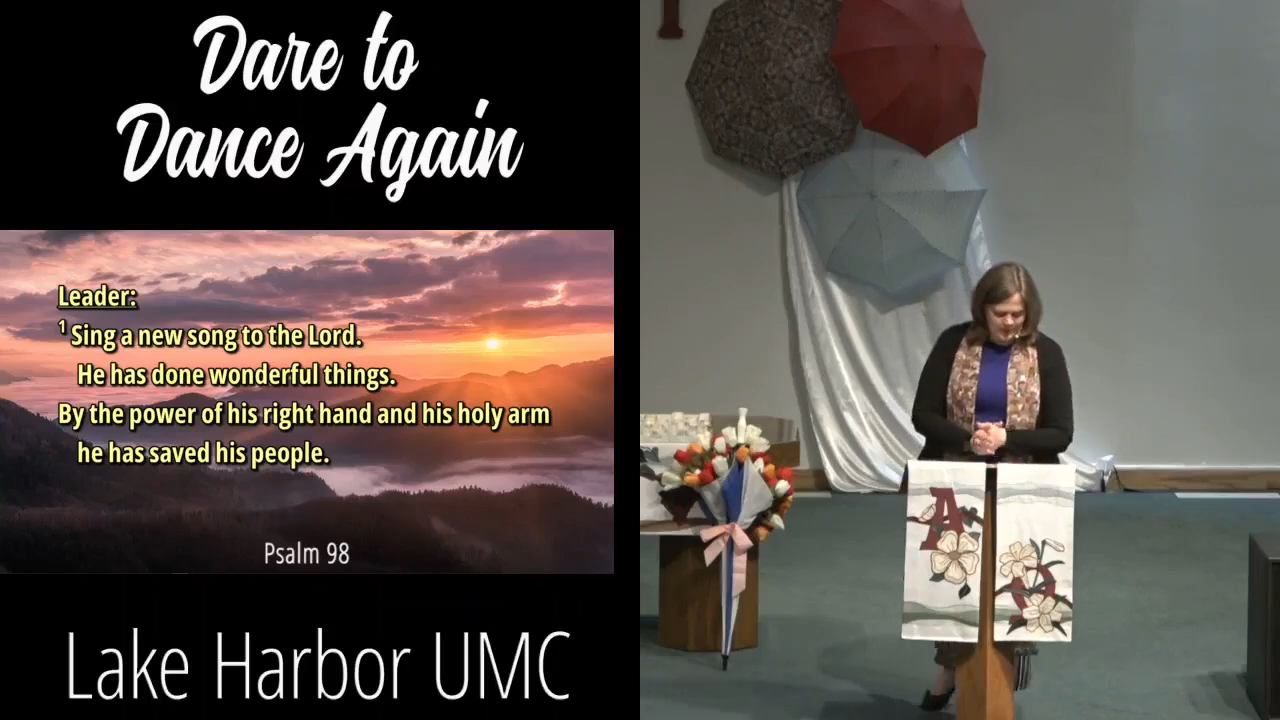 Dare to
Dance Again
Leader:
¹ Sing a new song to the Lord.
He has done wonderful things.
By the power of his right hand and his holy arm
he has saved his people.
Psalm 98
Lake Harbor UMC
A
Ω